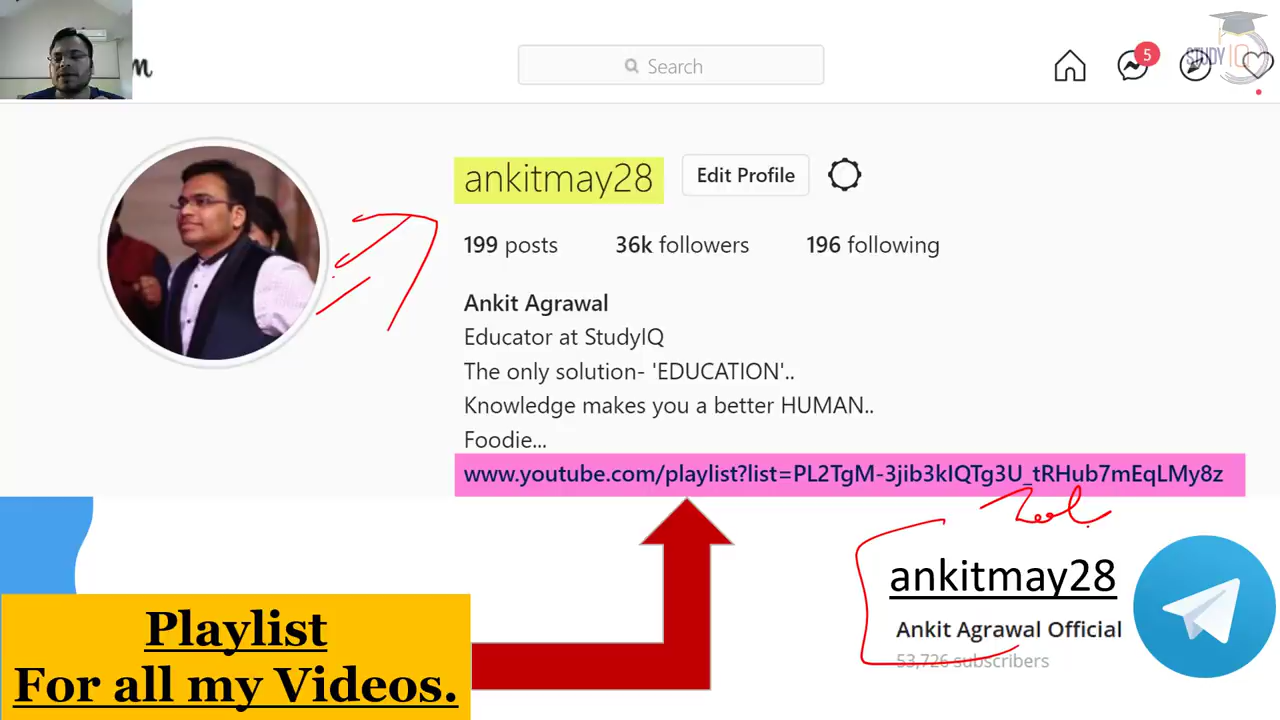 m
Search
5
STUDY IQ
ankitmay28
Edit Profile
199 posts 36k followers 196 following
Ankit Agrawal
Educator at StudyIQ
The only solution- 'EDUCATION'..
Knowledge makes you a better HUMAN..
Foodie...
www.youtube.com/playlist?list=PL2TgM-3jib3kIQTg3U_tRHub7mEqLMy8z
ankitmay28
Ankit Agrawal Official
53,726 subscribers
Playlist
For all my Videos.